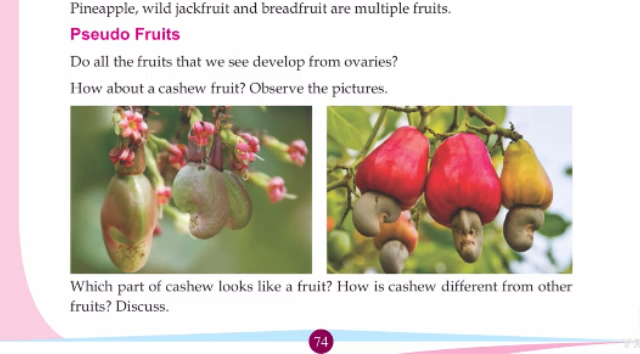 Pineapple, wild jackfruit and breadfruit are multiple fruits.
Pseudo Fruits
Do all the fruits that we see develop from ovaries?
How about a cashew fruit? Observe the pictures.
Which part of cashew looks like a fruit? How is cashew different from other
fruits? Discuss.
74